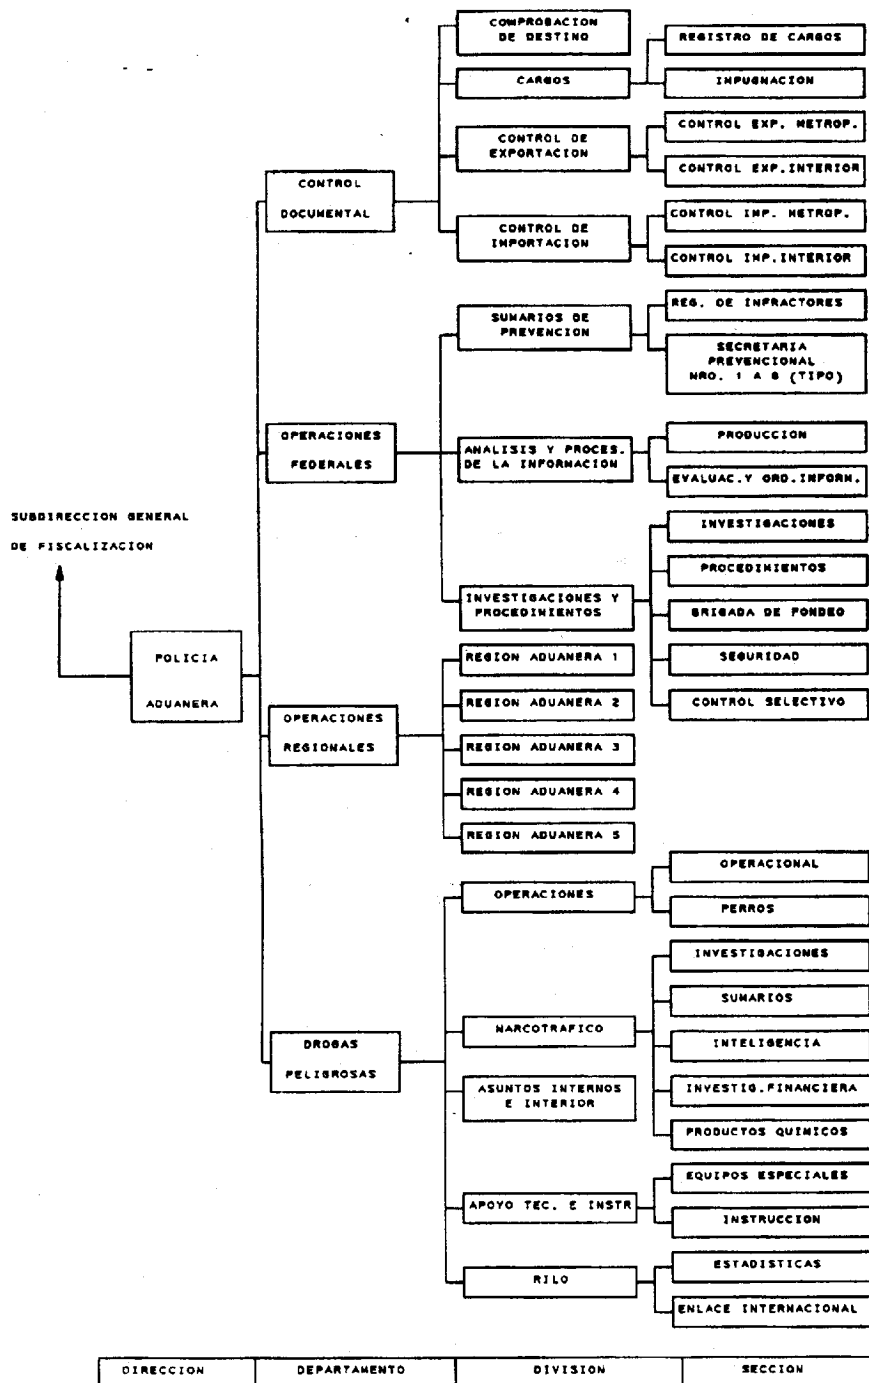 COMPROBACION
DE DESTINO
REGISTRO DE CARGOS
CARGOS
IMPUGNACION
CONTROL DE
EXPORTACION
CONTROL EXP. METROP.
CONTROL EXP.INTERIOR
CONTROL
DOCUMENTAL
CONTROL DE
IMPORTACION
CONTROL IMP. METROP.
CONTROL IMP.INTERIOR
SUMARIOS DE
PREVENCION
REG. DE INFRACTORES
SECRETARIA
PREVENCIONAL
NRO. 1 A 8 (TIPO)
OPERACIONES
FEDERALES
ANALISIS Y PROCES.
DE LA INFORMACION
PRODUCCION
EVALUAC.Y ORD.INFORM.
SUBDIRECCION GENERAL
DE FISCALIZACION
INVESTIGACIONES Y
PROCEDIMIENTOS
INVESTIGACIONES
PROCEDIMIENTOS
BRIGADA DE FONDEO
SEGURIDAD
CONTROL SELECTIVO
POLICIA
ADUANERA
OPERACIONES
REGIONALES
REGION ADUANERA 1
REGION ADUANERA 2
REGION ADUANERA 3
REGION ADUANERA 4
REGION ADUANERA 5
OPERACIONES
OPERACIONAL
PERROS
DROGAS
PELIGROSAS
NARCOTRAFICO
INVESTIGACIONES
SUMARIOS
INTELIGENCIA
INVESTIG.FINANCIERA
PRODUCTOS QUIMICOS
ASUNTOS INTERNOS
E INTERIOR
APOYO TEC. E INSTR
EQUIPOS ESPECIALES
INSTRUCCION
RILO
ESTADISTICAS
ENLACE INTERNACIONAL
DIRECCION DEPARTAMENTO DIVISION SECCION